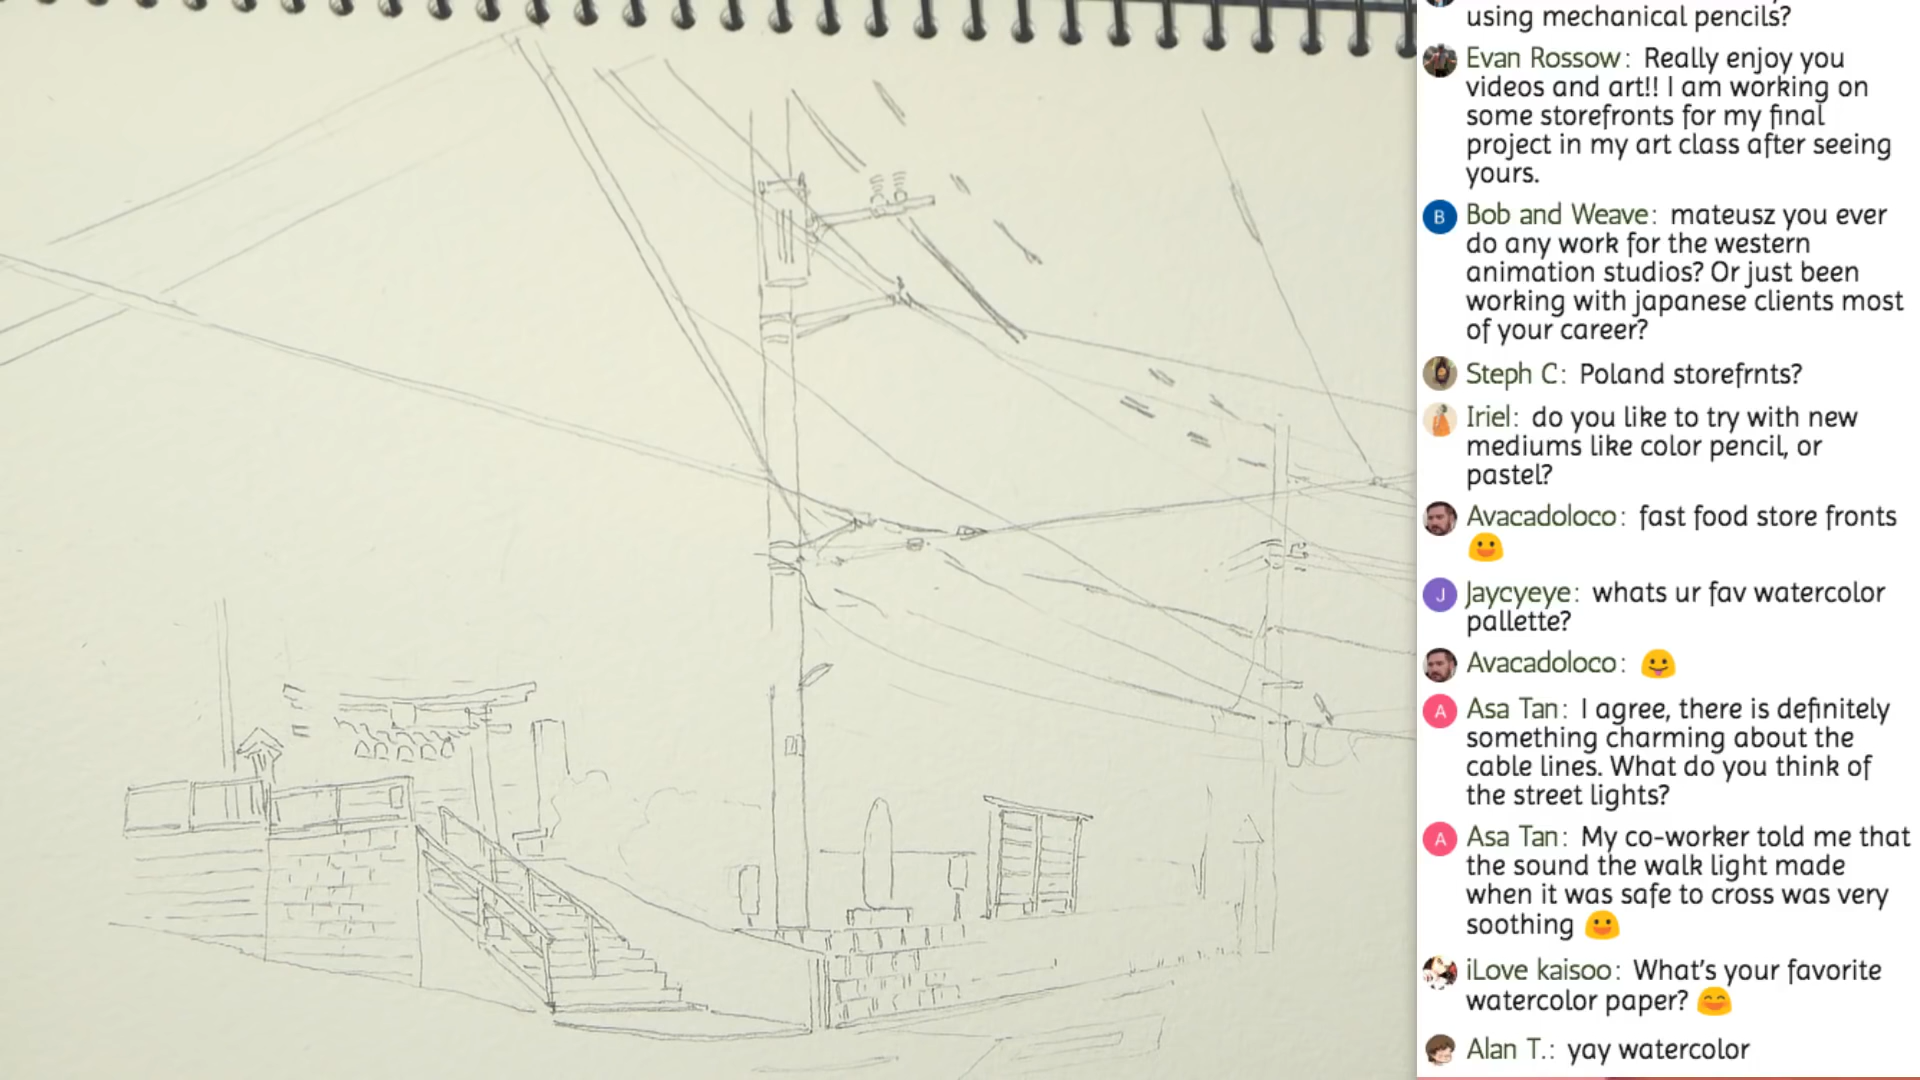 using mechanical pencils?
Evan Rossow: Really enjoy you
videos and art!! I am working on
some storefronts for my final
project in my art class after seeing
yours.
B
Bob and Weave: mateusz you ever
do any work for the western
animation studios? Or just been
working with japanese clients most
of your career?
Steph C: Poland storefrnts?
Iriel: do you like to try with new
mediums like color pencil, or
pastel?
Avacadoloco: fast food store fronts
J
Jaycyeye: whats ur fav watercolor
pallette?
Avacadoloco:
A
Asa Tan: I agree, there is definitely
something charming about the
cable lines. What do you think of
the street lights?
A
Asa Tan: My co-worker told me that
the sound the walk light made
when it was safe to cross was very
soothing
iLove kaisoo: What's your favorite
watercolor paper?
Alan T.: yay watercolor